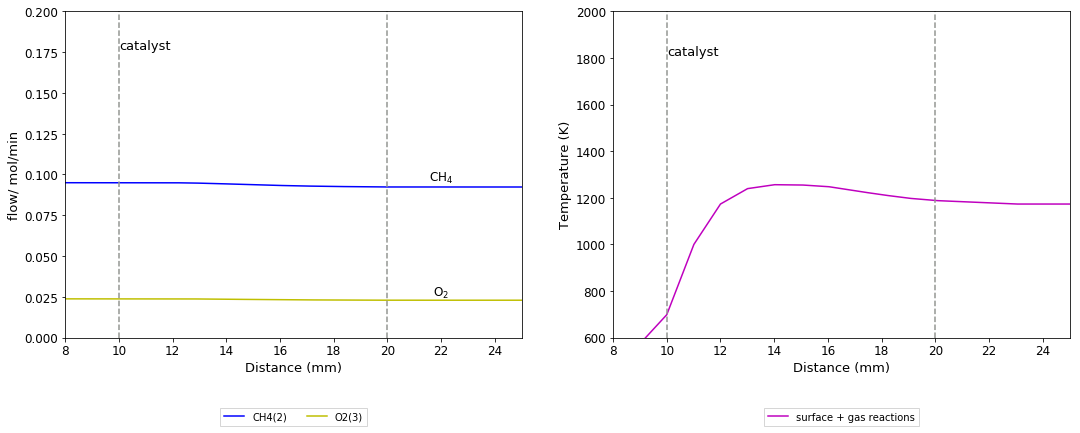 0.200
0.175
0.150
0.125
0.100
0.075
0.050
0.025
0.000
flow/ mol/min
catalyst
CH4
O2
8 10 12 14 16 18 20 22 24
Distance (mm)
CH4(2) O2(3)
2000
1800
1600
1400
1200
1000
800
600
Temperature (K)
catalyst
8 10 12 14 16 18 20 22 24
Distance (mm)
surface + gas reactions